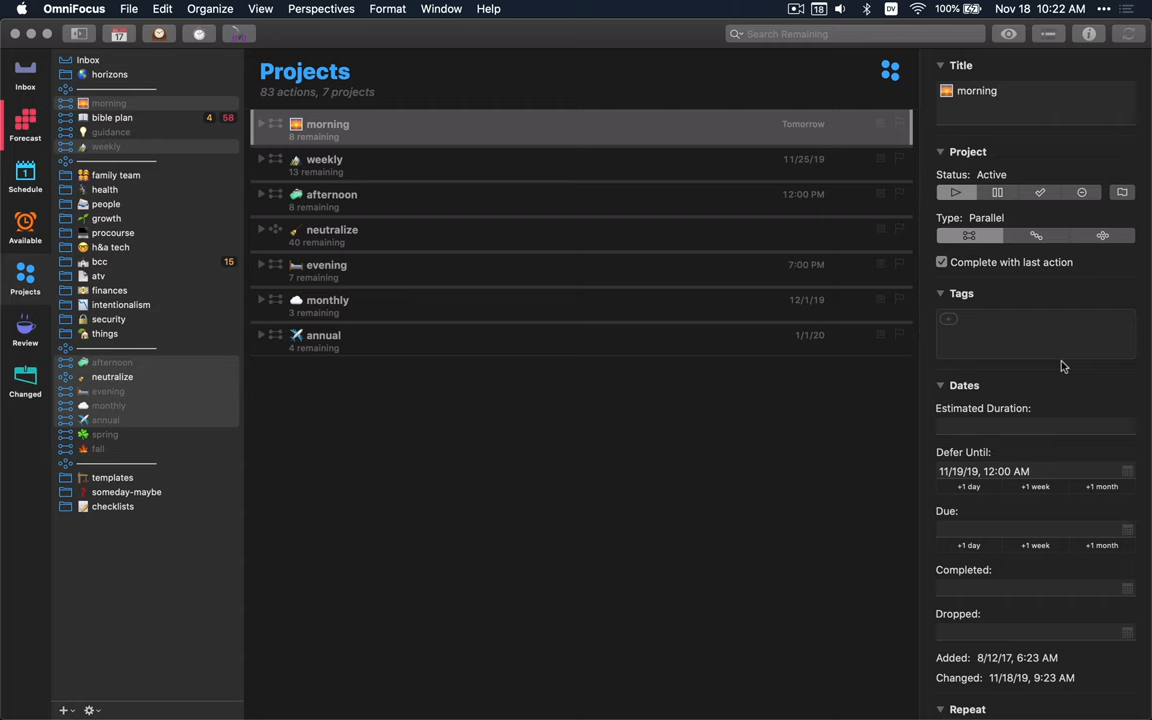 OmniFocus File Edit Organize View Perspectives Format Window Help 18 DV 100% Nov 18 10:22 AM
17 Search Remaining
Inbox
Forecast
1
Schedule
Available
Projects
Review
Changed
Inbox
horizons
morning
bible plan 4 58
guidance
weekly
family team
health
people
growth
procourse
h&a tech
bcc 15
atv
finances
intentionalism
security
things
afternoon
neutralize
evening
monthly
annual
spring
fall
templates
someday-maybe
checklists
Projects
83 actions, 7 projects
morning Tomorrow
8 remaining
weekly 11/25/19
13 remaining
afternoon 12:00 PM
8 remaining
neutralize
40 remaining
evening 7:00 PM
7 remaining
monthly 12/1/19
3 remaining
annual 1/1/20
4 remaining
Title
morning
Project
Status: Active
Type: Parallel
Complete with last action
Tags
Dates
Estimated Duration:
Defer Until:
11/19/19, 12:00 AM
+1 day +1 week +1 month
Due:
+1 day +1 week +1 month
Completed:
Dropped:
Added: 8/12/17, 6:23 AM
Changed: 11/18/19, 9:23 AM
Repeat